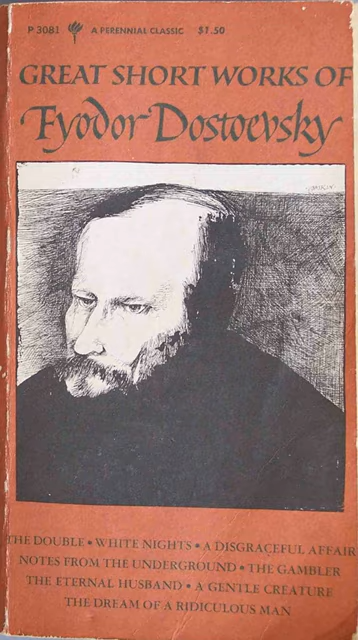 P 3081 A PERENNIAL CLASSIC $1.50
GREAT SHORT WORKS OF
Fyodor Dostoevsky
THE DOUBLE • WHITE NIGHTS • A DISGRACEFUL AFFAIR
NOTES FROM THE UNDERGROUND • THE GAMBLER
THE ETERNAL HUSBAND • A GENTLE CREATURE
THE DREAM OF A RIDICULOUS MAN